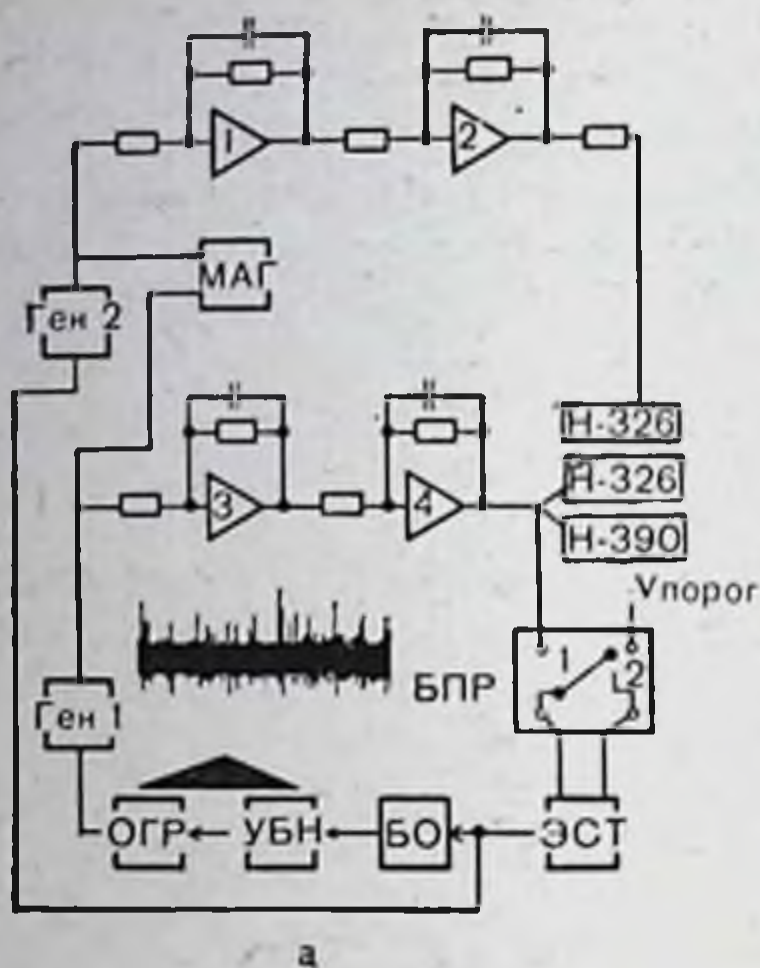 1
2
МАГ
Ген 2
Н-326
3
4
Н-326
Н-390
Vпорог
1
2
БПР
Ген 1
ОГР
УБН
БО
ЭСТ
а